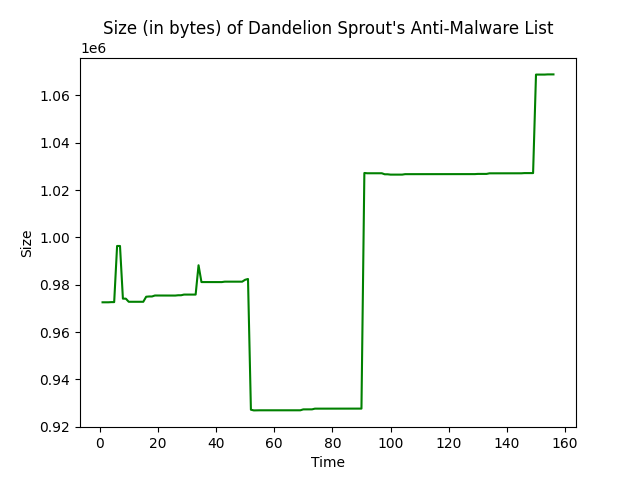 Size (in bytes) of Dandelion Sprout's Anti-Malware List
1e6
1.06
1.04
1.02
1.00
0.98
0.96
0.94
0.92
Size
0 20 40 60 80 100 120 140 160
Time